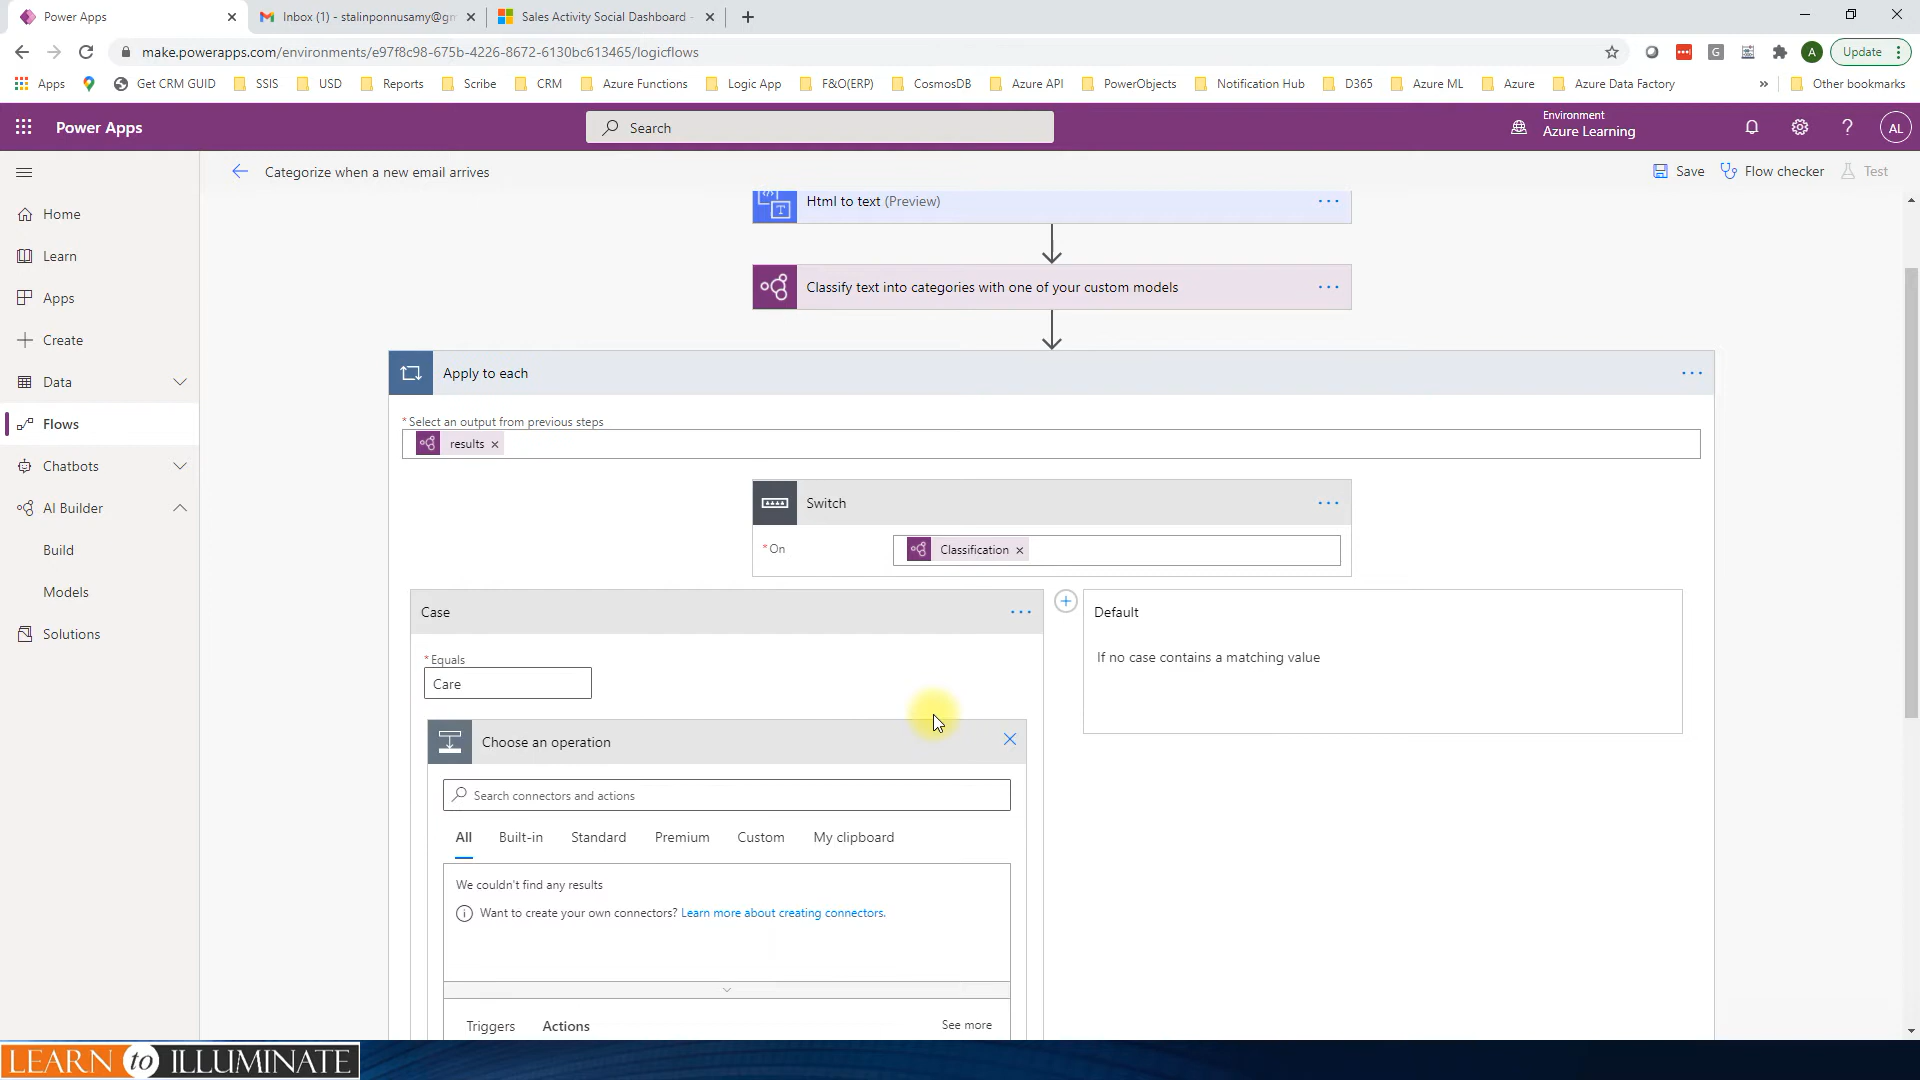 Power Apps
Inbox (1) - stalinponnusamy@gm
Sales Activity Social Dashboard -
make.powerapps.com/environments/e97f8c98-675b-4226-8672-6130bc613465/logicflows
A
Update
Apps
Get CRM GUID
SSIS
USD
Reports
Scribe
CRM
Azure Functions
Logic App
F&O(ERP)
CosmosDB
Azure API
PowerObjects
Notification Hub
D365
Azure ML
Azure
Azure Data Factory
»
Other bookmarks
Power Apps
Search
Environment
Azure Learning
?
AL
Categorize when a new email arrives
Save
Flow checker
Test
Home
Learn
Apps
Create
Data
Flows
Chatbots
AI Builder
Build
Models
Solutions
Html to text (Preview)
Classify text into categories with one of your custom models
Apply to each
* Select an output from previous steps
results
Switch
* On
Classification
Case
* Equals
Care
Default
If no case contains a matching value
Choose an operation
Search connectors and actions
All
Built-in
Standard
Premium
Custom
My clipboard
We couldn't find any results
Want to create your own connectors? Learn more about creating connectors.
Triggers
Actions
See more
LEARN to ILLUMINATE